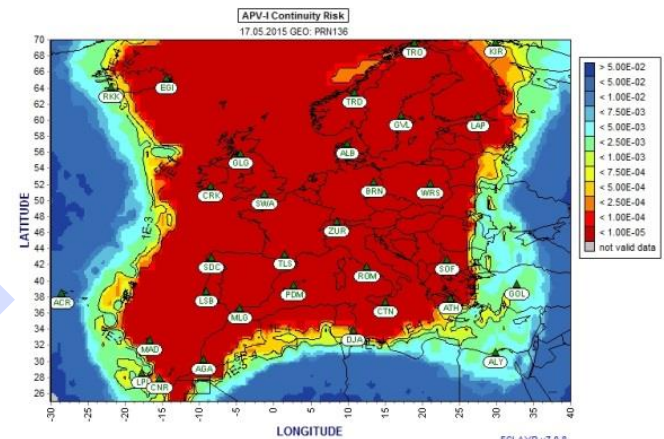 APV-I Continuity Risk
17.05.2015 GEO: PRN136
LATITUDE
70
68
66
64
62
60
58
56
54
52
50
48
46
44
42
40
38
36
34
32
30
28
26
TRO
KIR
EGI
RKK
TRD
GVL
LAP
ALB
GLG
CRK
SWA
BRN
WRS
ZUR
SDC
TLS
ROM
SOF
ACR
LSB
PDM
GOL
MLG
CTN
ATH
DJA
MAD
AGA
ALY
LPI
CNR
1E-3
-30
-25
-20
-15
-10
-5
0
5
10
15
20
25
30
35
40
LONGITUDE
> 5.00E-02
< 5.00E-02
< 1.00E-02
< 7.50E-03
< 5.00E-03
< 2.50E-03
< 1.00E-03
< 7.50E-04
< 5.00E-04
< 2.50E-04
< 1.00E-04
< 1.00E-05
not valid data